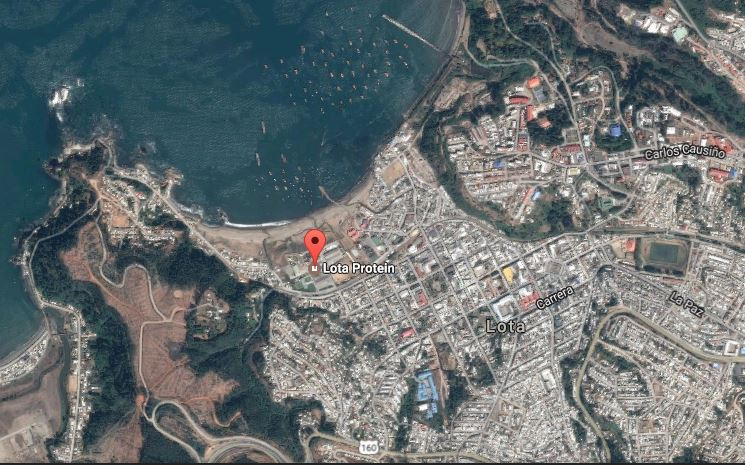 Carlos Causiño
Lota Protein
Carrera
La Paz
Lota
160